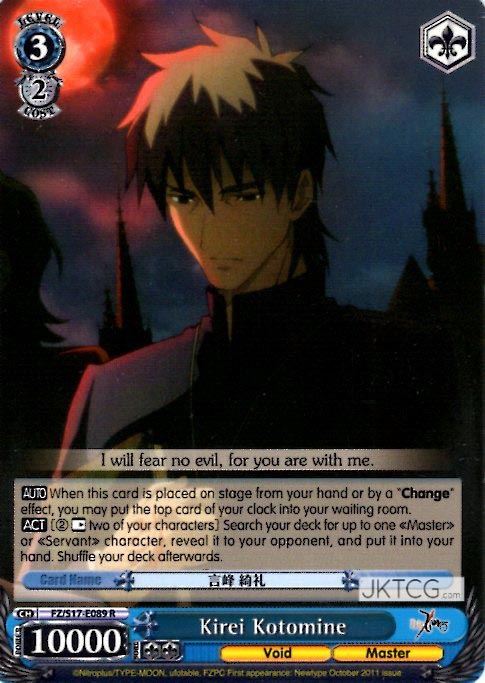 LEVEL
3
2
COST
I will fear no evil, for you are with me.
AUTO When this card is placed on stage from your hand or by a "Change"
effect, you may put the top card of your clock into your waiting room.
ACT [② two of your characters] Search your deck for up to one «Master»
or «Servant» character, reveal it to your opponent, and put it into your
hand. Shuffle your deck afterwards.
Card Name 言峰 綺礼
JKTCG.com
CH FZ/S17-E089 R
POWER 10000 Kirei Kotomine
Void Master
©Nitroplus/TYPE-MOON, ufotable, FZPC First appearance: Newtype October 2011 issue